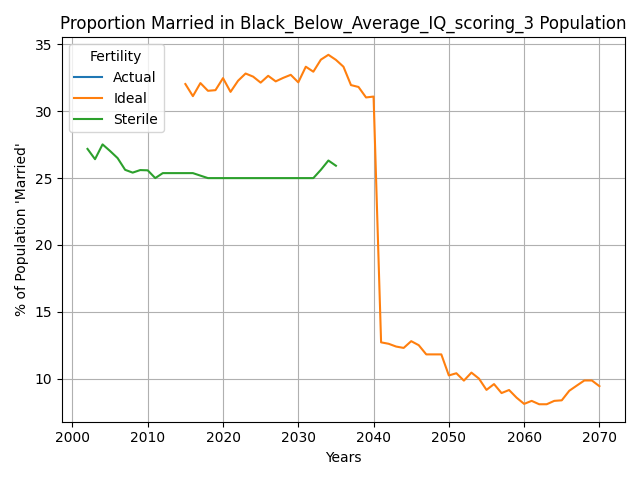 Proportion Married in Black_Below_Average_IQ_scoring_3 Population
Fertility
Actual
Ideal
Sterile
% of Population 'Married'
35
30
25
20
15
10
2000 2010 2020 2030 2040 2050 2060 2070
Years